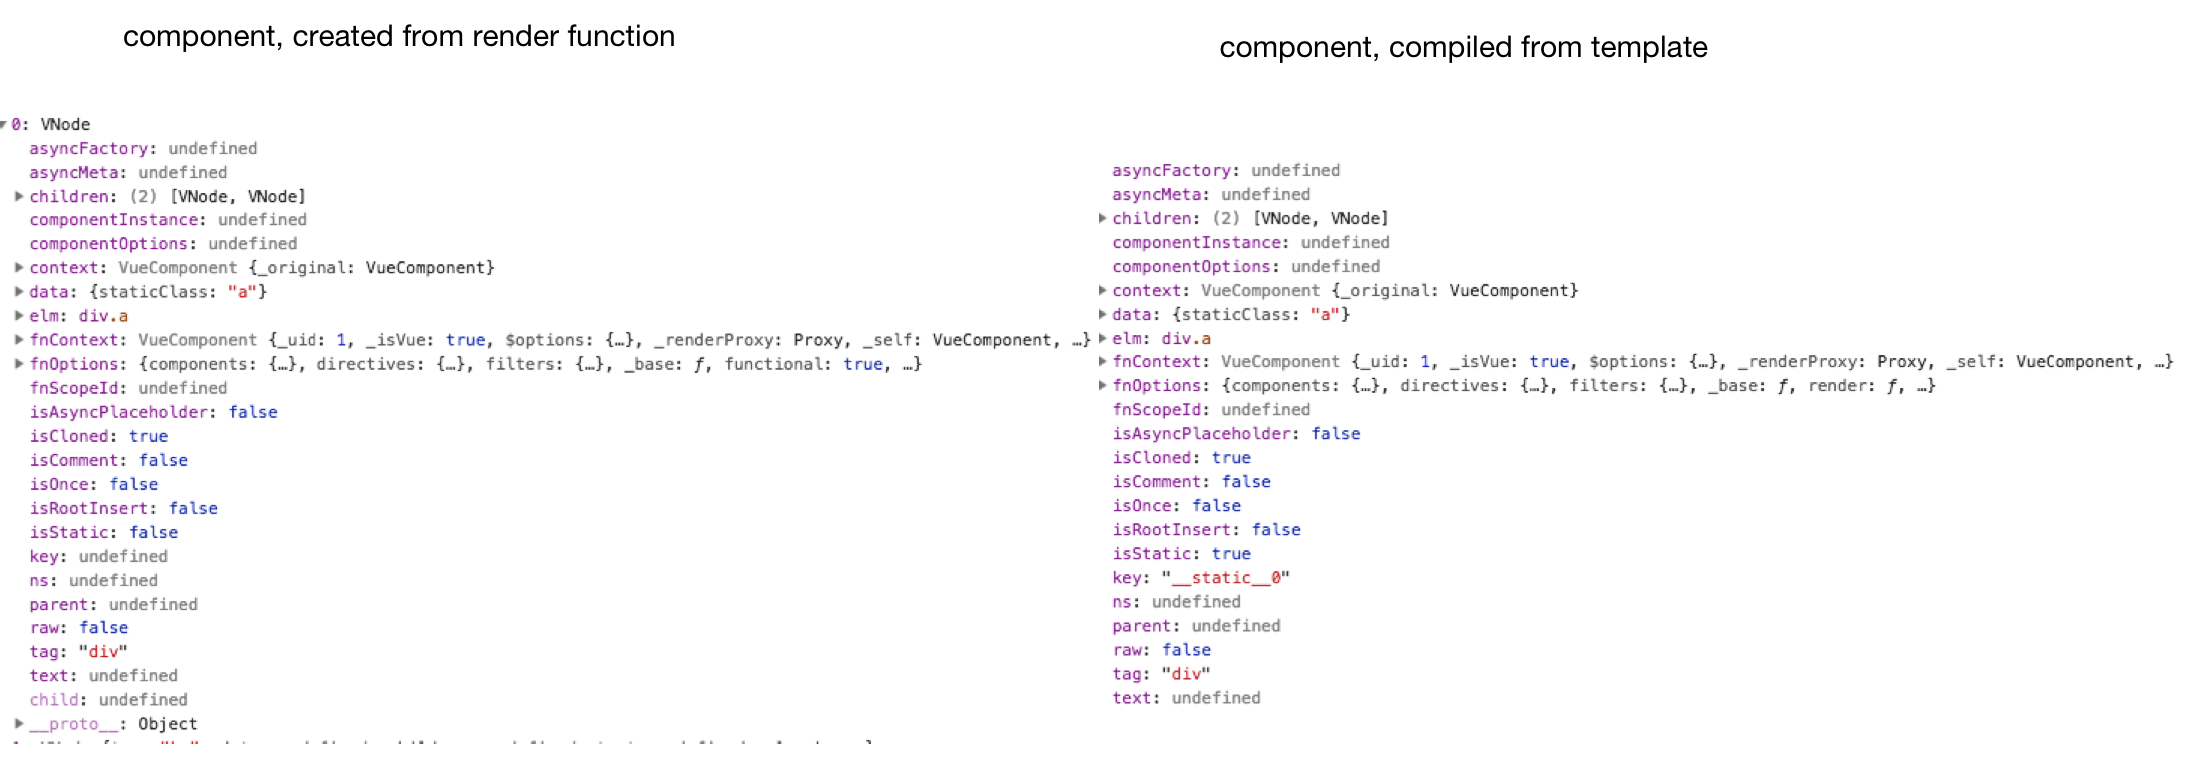 component, created from render function
0: VNode
asyncFactory: undefined
asyncMeta: undefined
children: (2) [VNode, VNode]
componentInstance: undefined
componentOptions: undefined
context: VueComponent {_original: VueComponent}
data: {staticClass: "a"}
elm: div.a
fnContext: VueComponent {_uid: 1, _isVue: true, $options: {…}, _renderProxy: Proxy, _self: VueComponent, …}
fnOptions: {components: {…}, directives: {…}, filters: {…}, _base: ƒ, functional: true, …}
fnScopeId: undefined
isAsyncPlaceholder: false
isCloned: true
isComment: false
isOnce: false
isRootInsert: false
isStatic: false
key: undefined
ns: undefined
parent: undefined
raw: false
tag: "div"
text: undefined
child: undefined
__proto__: Object
component, compiled from template
asyncFactory: undefined
asyncMeta: undefined
children: (2) [VNode, VNode]
componentInstance: undefined
componentOptions: undefined
context: VueComponent {_original: VueComponent}
data: {staticClass: "a"}
elm: div.a
fnContext: VueComponent {_uid: 1, _isVue: true, $options: {…}, _renderProxy: Proxy, _self: VueComponent, …}
fnOptions: {components: {…}, directives: {…}, filters: {…}, _base: ƒ, render: ƒ, …}
fnScopeId: undefined
isAsyncPlaceholder: false
isCloned: true
isComment: false
isOnce: false
isRootInsert: false
isStatic: true
key: "__static__0"
ns: undefined
parent: undefined
raw: false
tag: "div"
text: undefined